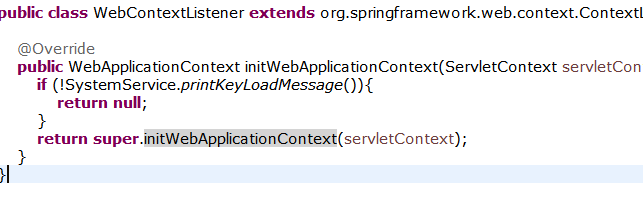 public class WebContextListener extends org.springframework.web.context.ContextL
@Override
public WebApplicationContext initWebApplicationContext(ServletContext servletCon
if (!SystemService.printKeyLoadMessage()){
return null;
}
return super.initWebApplicationContext(servletContext);
}
}